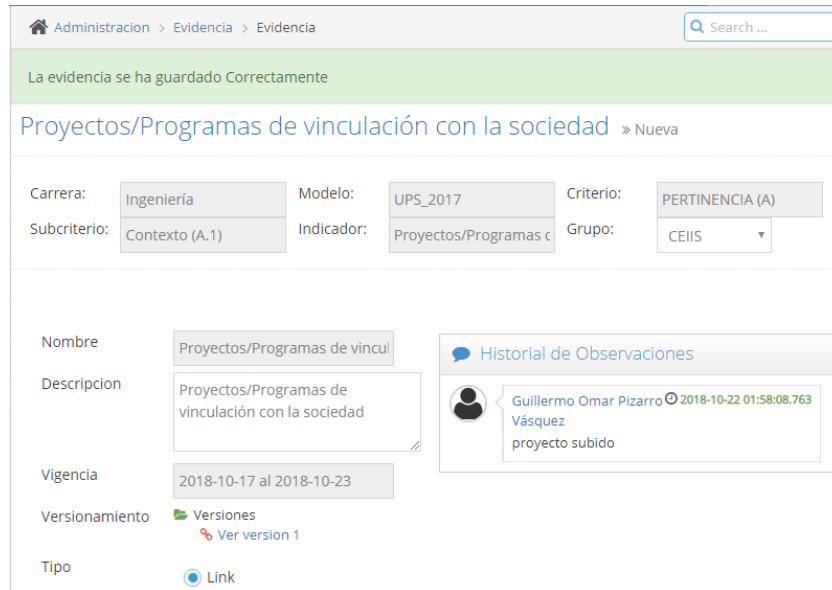 Administracion > Evidencia > Evidencia
Search ...
La evidencia se ha guardado Correctamente
Proyectos/Programas de vinculación con la sociedad » Nueva
Carrera: Ingeniería Modelo: UPS_2017 Criterio: PERTINENCIA (A)
Subcriterio: Contexto (A.1) Indicador: Proyectos/Programas Grupo: CEIIS
Nombre Proyectos/Programas de vincul
Descripcion Proyectos/Programas de
vinculación con la sociedad
Vigencia 2018-10-17 al 2018-10-23
Versionamiento Versiones
Ver version 1
Tipo Link
Historial de Observaciones
Guillermo Omar Pizarro 2018-10-22 01:58:08.763
Vásquez
proyecto subido